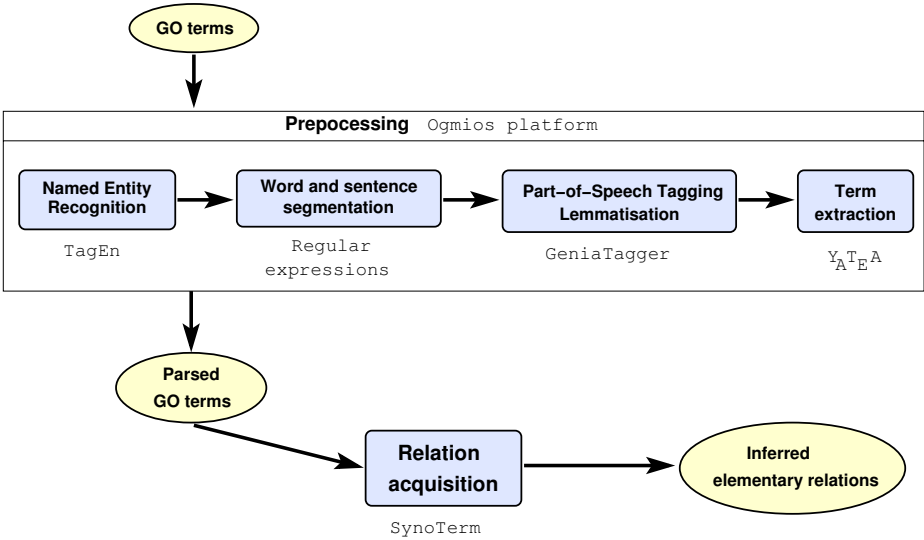 GO terms
Prepocessing Ogmios platform
Named Entity
Recognition
TagEn
Word and sentence
segmentation
Regular
expressions
Part−of−Speech Tagging
Lemmatisation
GeniaTagger
Term
extraction
YATEA
Parsed
GO terms
Relation
acquisition
SynoTerm
Inferred
elementary relations